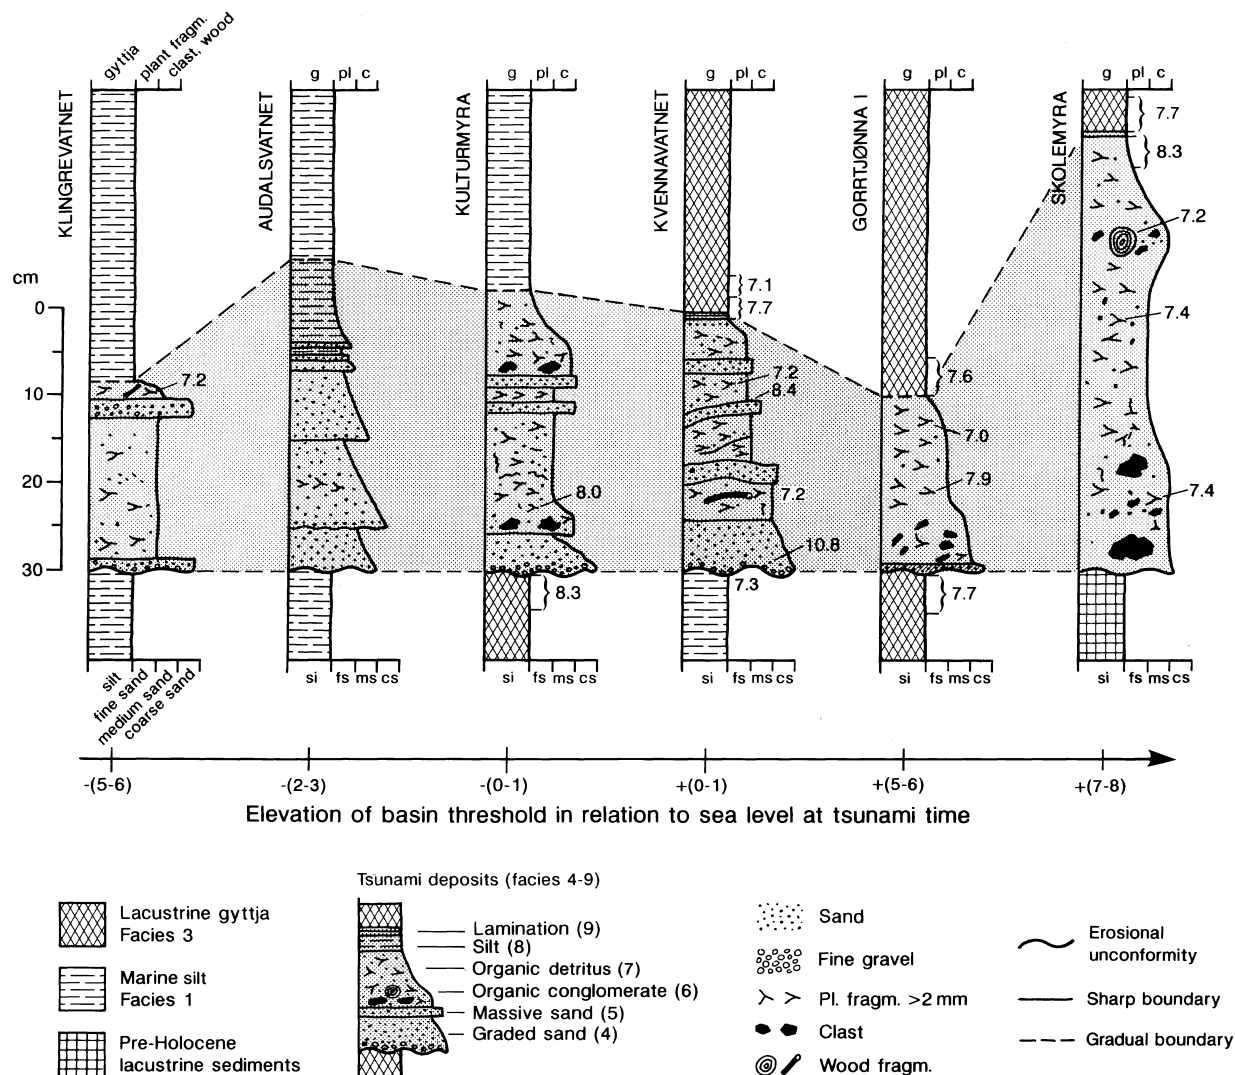 gyttja
plant fragm.
clast, wood
KLINGREVATNET
7.2
silt
fine sand
medium sand
coarse sand
AUDALSVATNET
g pl c
si fs ms cs
KULTURMYRA
g pl c
8.0
8.3
si fs ms cs
KVENNAVATNET
g pl c
7.1
7.7
7.2
8.4
7.2
10.8
7.3
si fs ms cs
GORRTJØNNA I
g pl c
7.6
7.0
7.9
7.7
si fs ms cs
SKOLEMYRA
g pl c
7.7
8.3
7.2
7.4
7.4
si fs ms cs
cm
0
10
20
30
-(5-6) -(2-3) -(0-1) +(0-1) +(5-6) +(7-8)
Elevation of basin threshold in relation to sea level at tsunami time
Lacustrine gyttja
Facies 3
Marine silt
Facies 1
Pre-Holocene
lacustrine sediments
Tsunami deposits (facies 4-9)
Lamination (9)
Silt (8)
Organic detritus (7)
Organic conglomerate (6)
Massive sand (5)
Graded sand (4)
Sand
Fine gravel
Pl. fragm. >2 mm
Clast
Wood fragm.
Erosional
unconformity
Sharp boundary
Gradual boundary